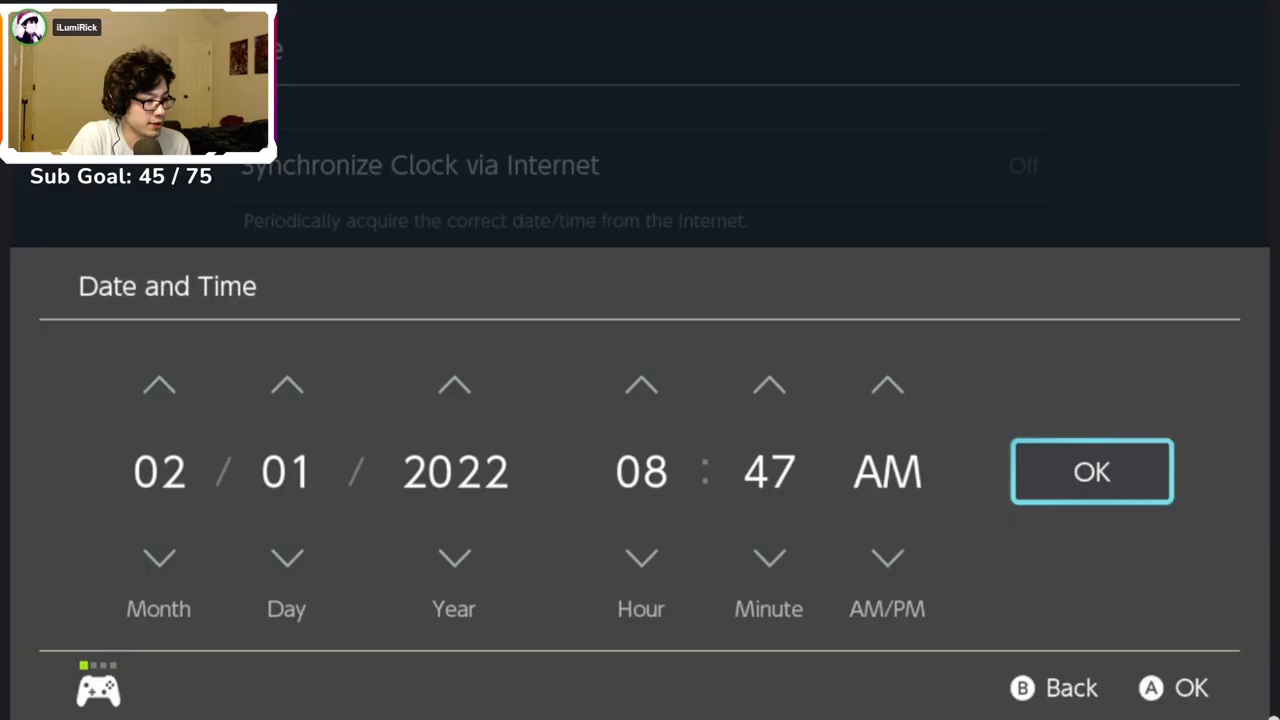 iLumiRick
Sub Goal: 45 / 75
Synchronize Clock via Internet Off
Periodically acquire the correct date/time from the Internet.
Date and Time
02 / 01 / 2022 08 : 47 AM OK
Month Day Year Hour Minute AM/PM
B Back A OK